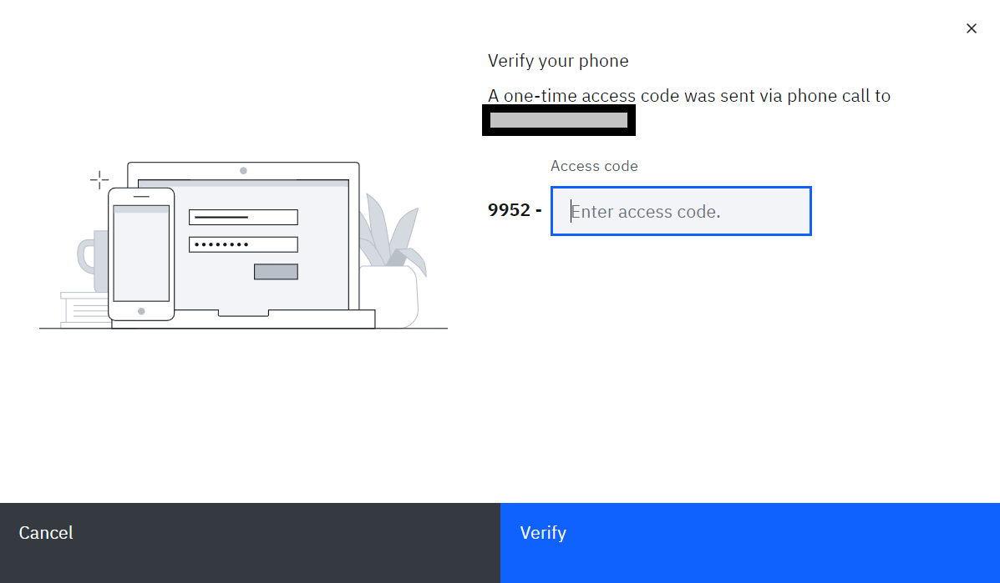 Verify your phone
A one-time access code was sent via phone call to
Access code
9952 -
Enter access code.
Cancel
Verify